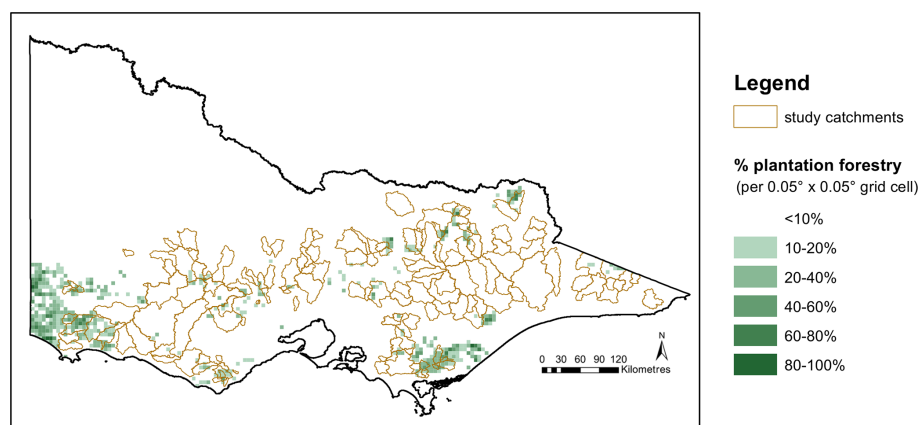 Legend
study catchments
% plantation forestry
(per 0.05° x 0.05° grid cell)
<10%
10-20%
20-40%
40-60%
60-80%
80-100%
N
0 30 60 90 120
Kilometres